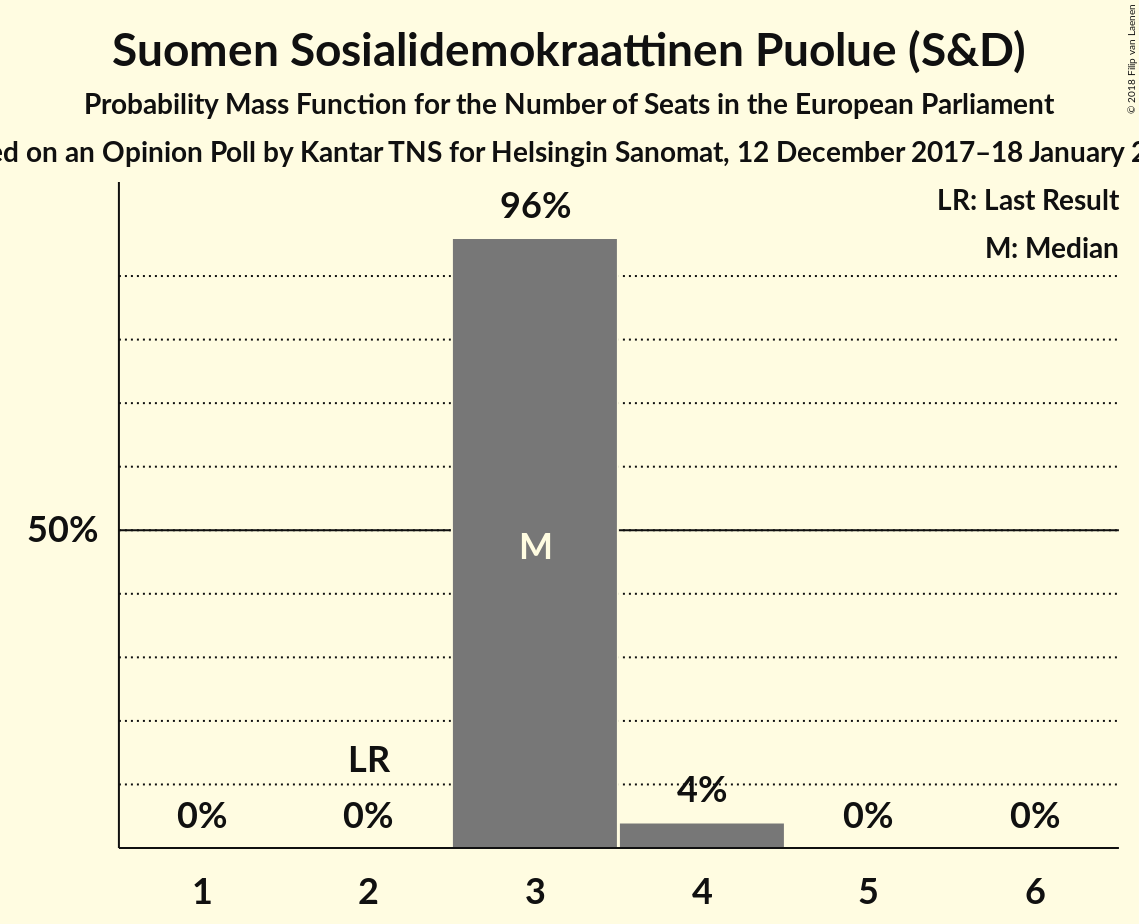 Suomen Sosialidemokraattinen Puolue (S&D)
Probability Mass Function for the Number of Seats in the European Parliament
on an Opinion Poll by Kantar TNS for Helsingin Sanomat, 12 December 2017–18 January
© 2018 Filip van Laenen
LR: Last Result
M: Median
96%
50%
M
LR
4%
0%
0%
0%
0%
1
2
3
4
5
6